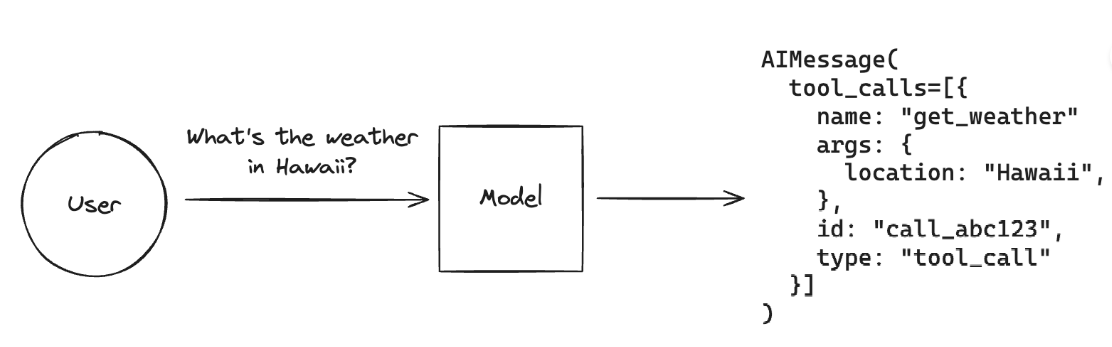 User
What's the weather
in Hawaii?
Model
AIMessage(
  tool_calls=[{
    name: "get_weather"
    args: {
      location: "Hawaii",
    },
    id: "call_abc123",
    type: "tool_call"
  }]
)